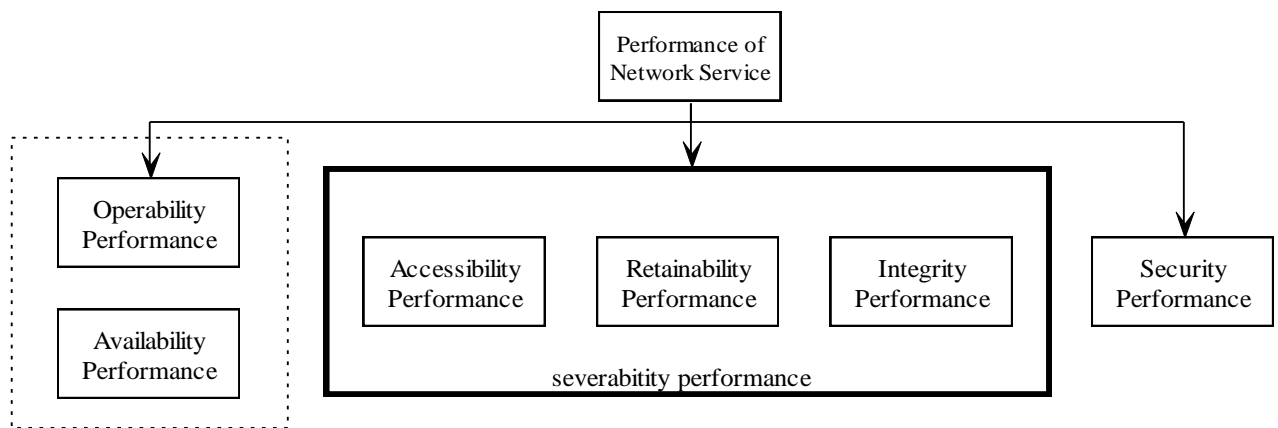 Performance of
Network Service
Operability
Performance
Availability
Performance
Accessibility
Performance
Retainability
Performance
Integrity
Performance
severabitity performance
Security
Performance